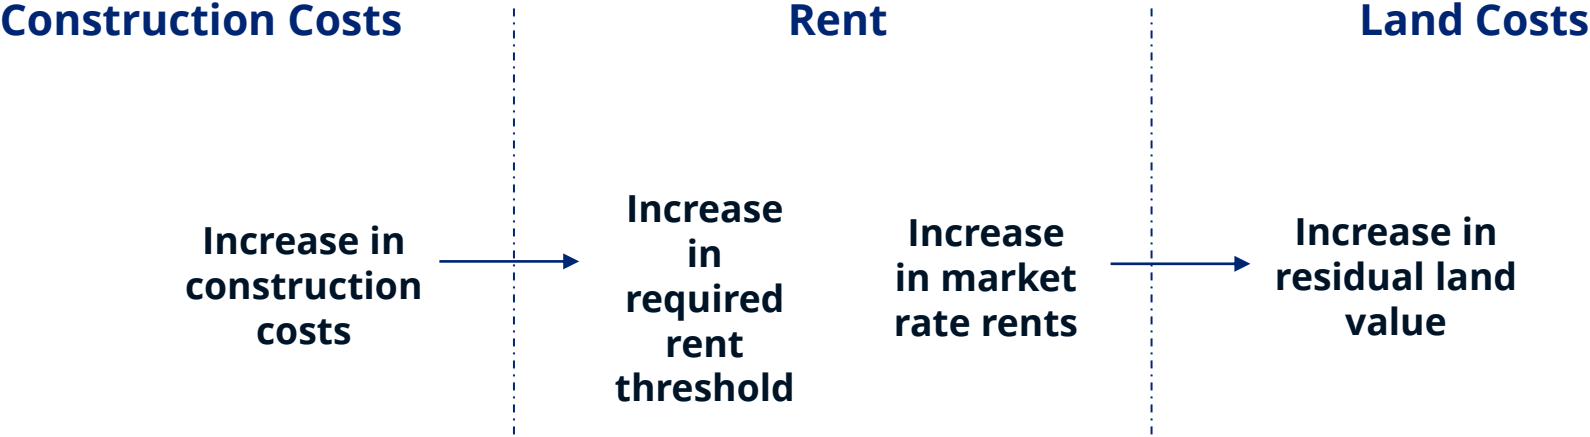 Construction Costs
Rent
Land Costs
Increase in
construction
costs
Increase
in
required
rent
threshold
Increase
in market
rate rents
Increase in
residual land
value